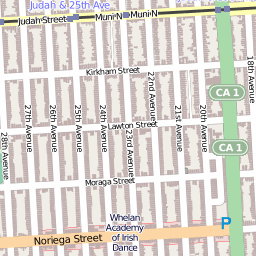 Judah & 25th Ave
Judah Street
Muni N
Muni N
Kirkham Street
18th Avenue
22nd Avenue
CA 1
28th Avenue
27th Avenue
26th Avenue
25th Avenue
24th Avenue
Lawton Street
23rd Avenue
21st Avenue
20th Avenue
CA 1
Moraga Street
Whelan
Academy
of Irish
Dance
P
Noriega Street